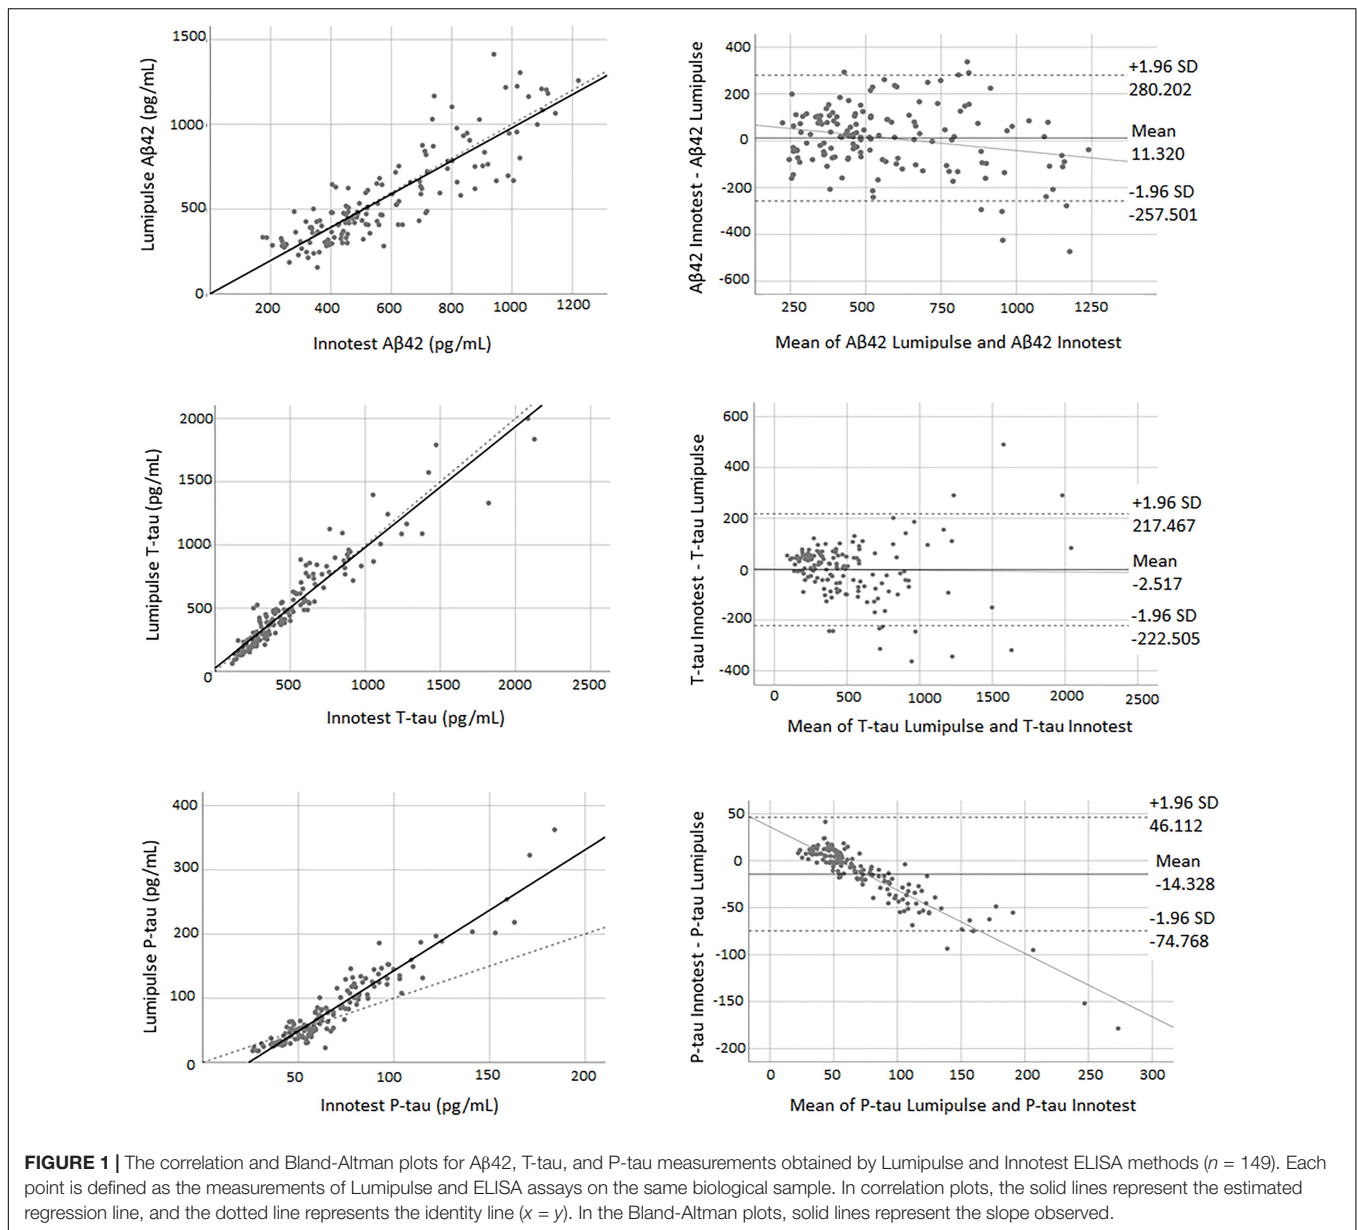 1500
1000
500
0
200 400 600 800 1000 1200
Lumipulse Aβ42 (pg/mL)
Innotest Aβ42 (pg/mL)
400
200
0
-200
-400
-600
250 500 750 1000 1250
Aβ42 Innotest - Aβ42 Lumipulse
Mean of Aβ42 Lumipulse and Aβ42 Innotest
+1.96 SD
280.202
Mean
11.320
-1.96 SD
-257.501
2000
1500
1000
500
0
500 1000 1500 2000 2500
Lumipulse T-tau (pg/mL)
Innotest T-tau (pg/mL)
600
400
200
0
-200
-400
0 500 1000 1500 2000 2500
T-tau Innotest - T-tau Lumipulse
Mean of T-tau Lumipulse and T-tau Innotest
+1.96 SD
217.467
Mean
-2.517
-1.96 SD
-222.505
400
300
200
100
0
50 100 150 200
Lumipulse P-tau (pg/mL)
Innotest P-tau (pg/mL)
50
0
-50
-100
-150
-200
0 50 100 150 200 250 300
P-tau Innotest - P-tau Lumipulse
Mean of P-tau Lumipulse and P-tau Innotest
+1.96 SD
46.112
Mean
-14.328
-1.96 SD
-74.768
FIGURE 1 | The correlation and Bland-Altman plots for Aβ42, T-tau, and P-tau measurements obtained by Lumipulse and Innotest ELISA methods (n = 149). Each
point is defined as the measurements of Lumipulse and ELISA assays on the same biological sample. In correlation plots, the solid lines represent the estimated
regression line, and the dotted line represents the identity line (x = y). In the Bland-Altman plots, solid lines represent the slope observed.